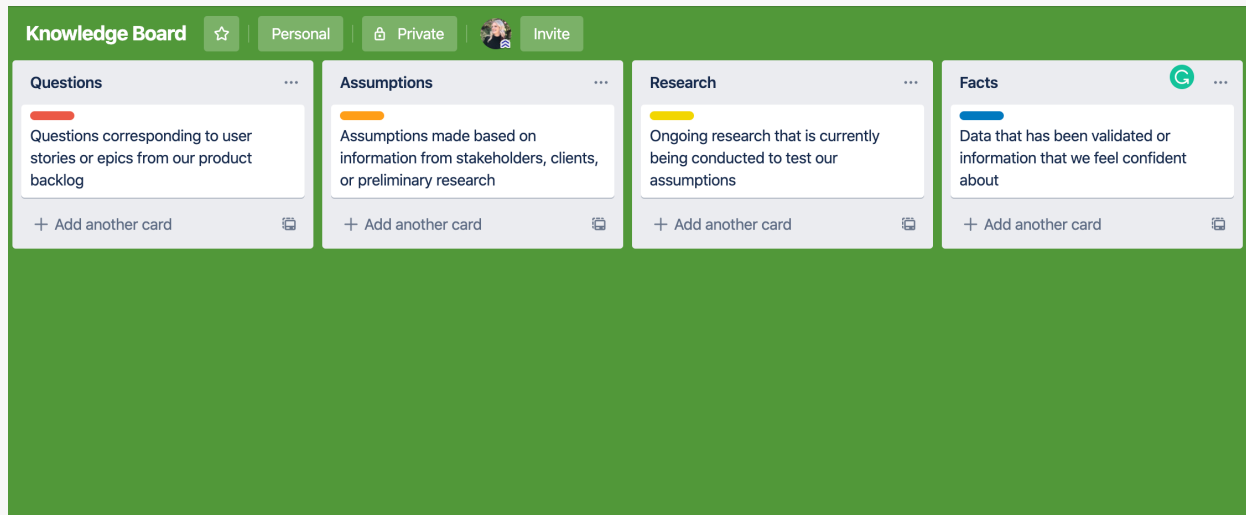 Knowledge Board
Personal
Private
Invite
Questions
Questions corresponding to user
stories or epics from our product
backlog
Add another card
Assumptions
Assumptions made based on
information from stakeholders, clients,
or preliminary research
Add another card
Research
Ongoing research that is currently
being conducted to test our
assumptions
Add another card
Facts
Data that has been validated or
information that we feel confident
about
Add another card